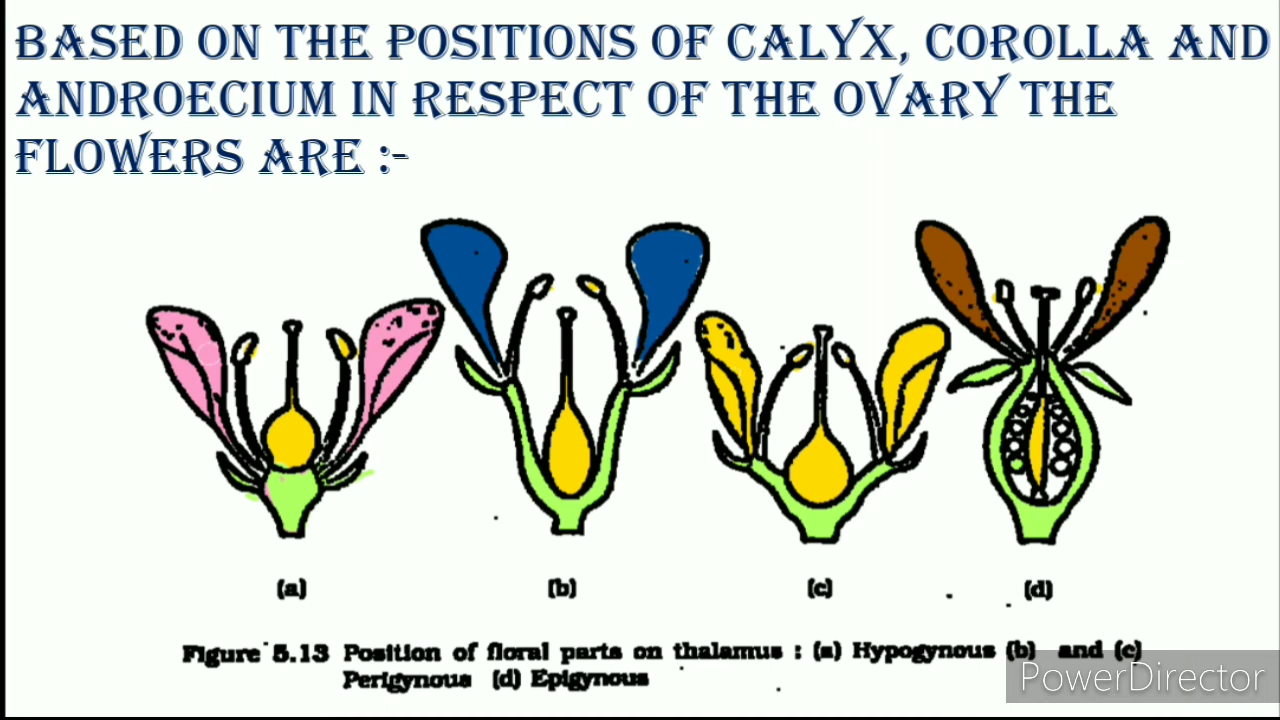 BASED ON THE POSITIONS OF CALYX, COROLLA AND
ANDROECIUM IN RESPECT OF THE OVARY THE
FLOWERS ARE :-
(a)
(b)
(c)
(d)
Figure 5.13 Position of floral parts on thalamus : (a) Hypogynous (b) and (c)
Perigynous (d) Epigynous
PowerDirector